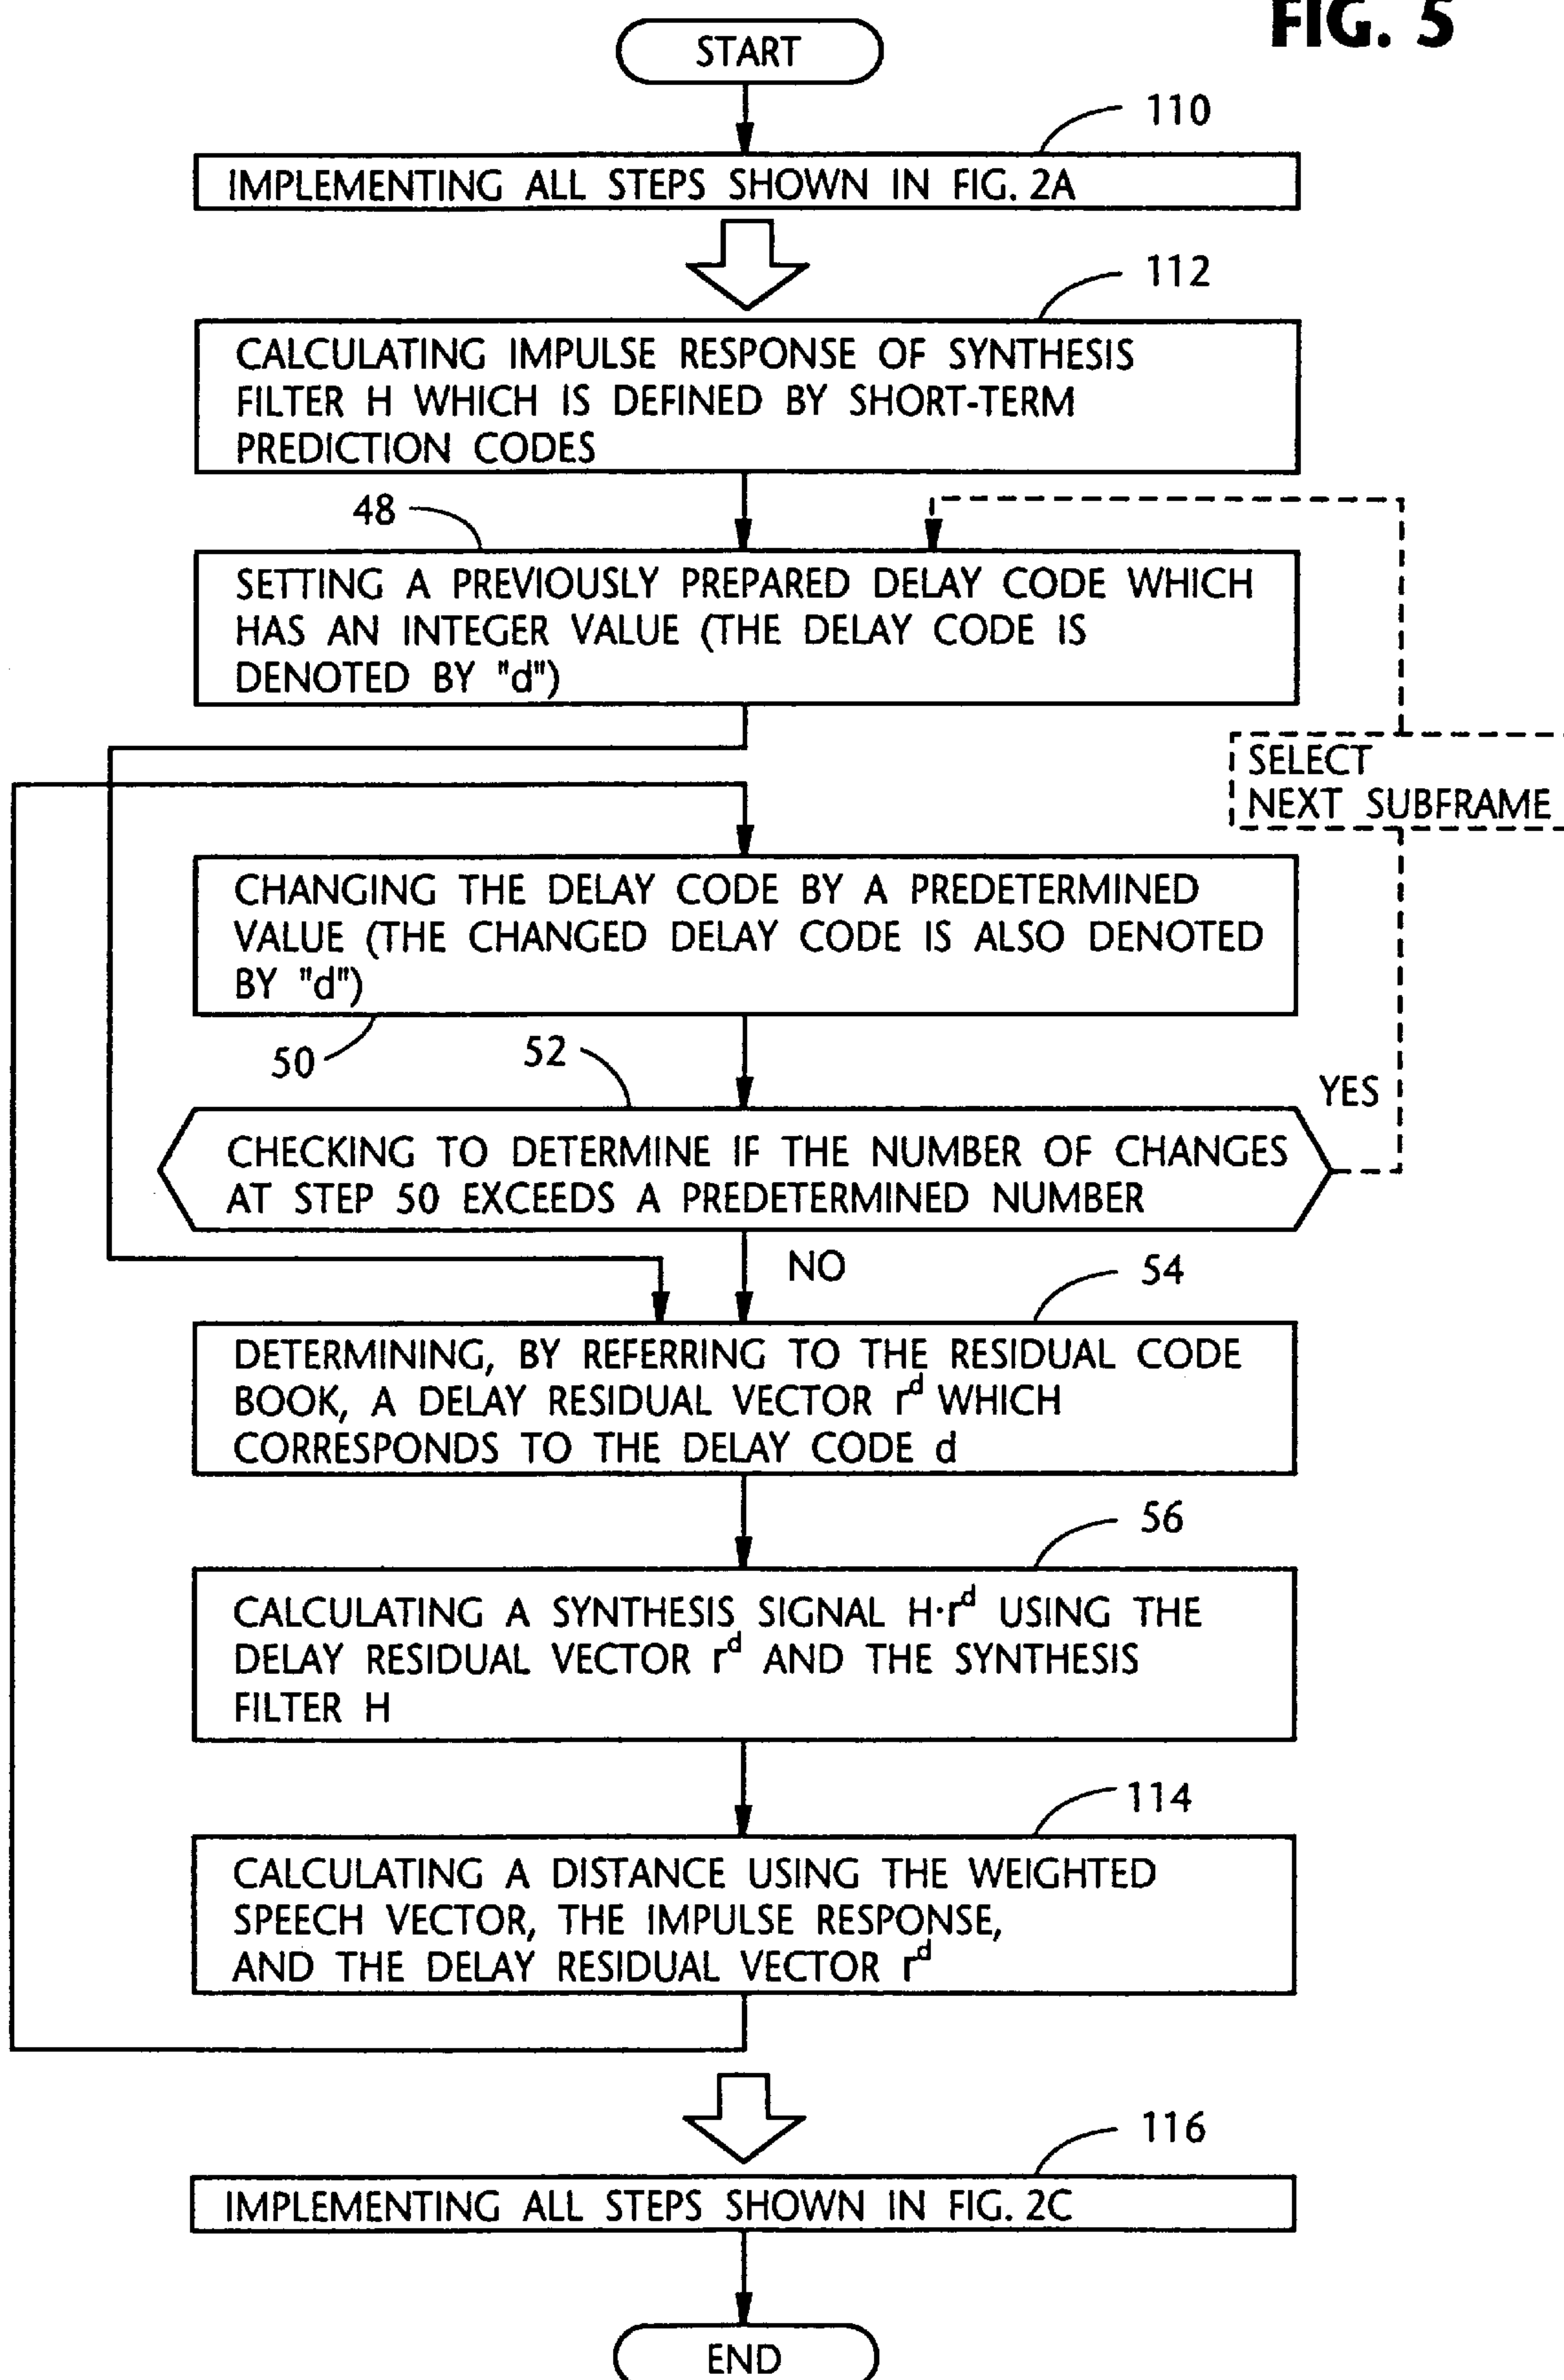 FIG. 5
START
110
IMPLEMENTING ALL STEPS SHOWN IN FIG. 2A
112
CALCULATING IMPULSE RESPONSE OF SYNTHESIS
FILTER H WHICH IS DEFINED BY SHORT-TERM
PREDICTION CODES
48
SETTING A PREVIOUSLY PREPARED DELAY CODE WHICH
HAS AN INTEGER VALUE (THE DELAY CODE IS
DENOTED BY "d")
SELECT
NEXT SUBFRAME
CHANGING THE DELAY CODE BY A PREDETERMINED
VALUE (THE CHANGED DELAY CODE IS ALSO DENOTED
BY "d")
50
52
YES
CHECKING TO DETERMINE IF THE NUMBER OF CHANGES
AT STEP 50 EXCEEDS A PREDETERMINED NUMBER
NO
54
DETERMINING, BY REFERRING TO THE RESIDUAL CODE
BOOK, A DELAY RESIDUAL VECTOR r^d WHICH
CORRESPONDS TO THE DELAY CODE d
56
CALCULATING A SYNTHESIS SIGNAL H·r^d USING THE
DELAY RESIDUAL VECTOR r^d AND THE SYNTHESIS
FILTER H
114
CALCULATING A DISTANCE USING THE WEIGHTED
SPEECH VECTOR, THE IMPULSE RESPONSE,
AND THE DELAY RESIDUAL VECTOR r^d
116
IMPLEMENTING ALL STEPS SHOWN IN FIG. 2C
END